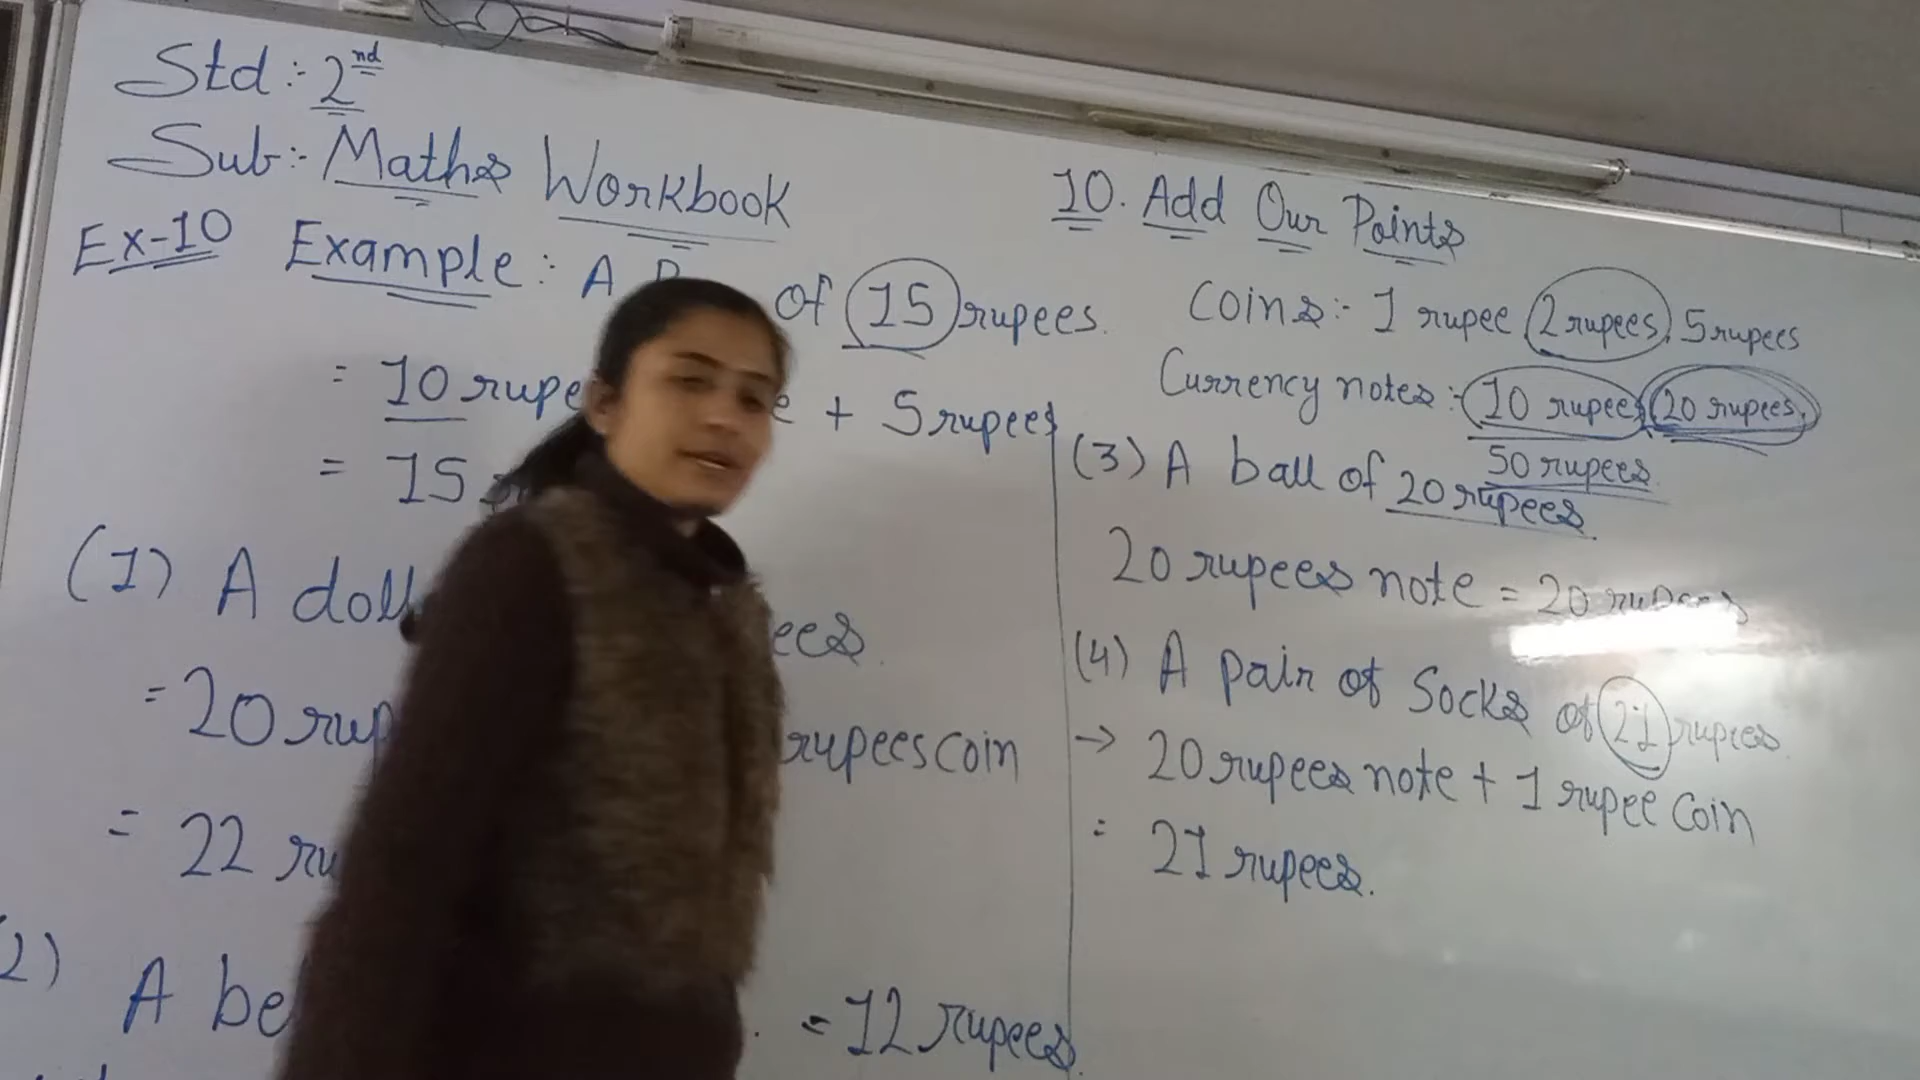 Std :- 2nd
Sub :- Maths Workbook
Ex-10 Example : A of 15 rupees.
= 10 rupe + 5 rupees
= 15
(1) A doll ees.
= 20 rup rupees coin
= 22 ru
2) A be . = 12 rupees.
10. Add Our Points
Coins :- 1 rupee, 2 rupees, 5 rupees
Currency notes :- 10 rupees, 20 rupees,
50 rupees.
(3) A ball of 20 rupees.
20 rupees note = 20 rupees
(4) A pair of Socks of 21 rupees.
→ 20 rupees note + 1 rupee coin
= 21 rupees.